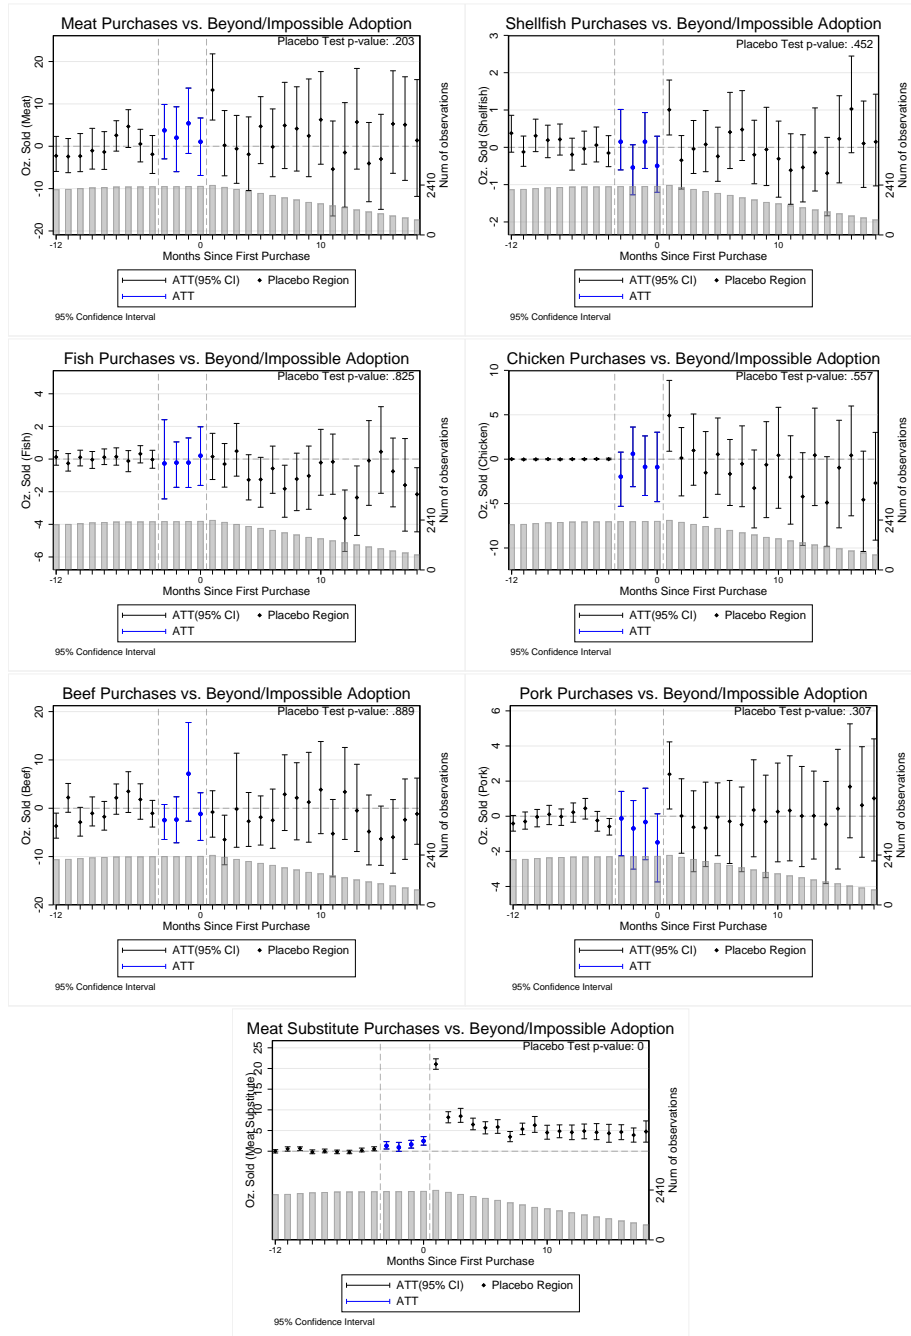 Meat Purchases vs. Beyond/Impossible Adoption
Placebo Test p-value: .203
Oz. Sold (Meat)
20
10
0
-10
-20
Num of observations
2410
0
-12
0
10
Months Since First Purchase
ATT(95% CI)
Placebo Region
ATT
95% Confidence Interval
Shellfish Purchases vs. Beyond/Impossible Adoption
Placebo Test p-value: .452
Oz. Sold (Shellfish)
3
2
1
0
-1
-2
Num of observations
2410
0
-12
0
10
Months Since First Purchase
ATT(95% CI)
Placebo Region
ATT
95% Confidence Interval
Fish Purchases vs. Beyond/Impossible Adoption
Placebo Test p-value: .825
Oz. Sold (Fish)
4
2
0
-2
-4
-6
Num of observations
2410
0
-12
0
10
Months Since First Purchase
ATT(95% CI)
Placebo Region
ATT
95% Confidence Interval
Chicken Purchases vs. Beyond/Impossible Adoption
Placebo Test p-value: .557
Oz. Sold (Chicken)
10
5
0
-5
-10
Num of observations
2410
0
-12
0
10
Months Since First Purchase
ATT(95% CI)
Placebo Region
ATT
95% Confidence Interval
Beef Purchases vs. Beyond/Impossible Adoption
Placebo Test p-value: .889
Oz. Sold (Beef)
20
10
0
-10
-20
Num of observations
2410
0
-12
0
10
Months Since First Purchase
ATT(95% CI)
Placebo Region
ATT
95% Confidence Interval
Pork Purchases vs. Beyond/Impossible Adoption
Placebo Test p-value: .307
Oz. Sold (Pork)
6
4
2
0
-2
-4
Num of observations
2410
0
-12
0
10
Months Since First Purchase
ATT(95% CI)
Placebo Region
ATT
95% Confidence Interval
Meat Substitute Purchases vs. Beyond/Impossible Adoption
Placebo Test p-value: 0
Oz. Sold (Meat Substitute)
25
20
15
10
5
0
Num of observations
2410
0
-12
0
10
Months Since First Purchase
ATT(95% CI)
Placebo Region
ATT
95% Confidence Interval